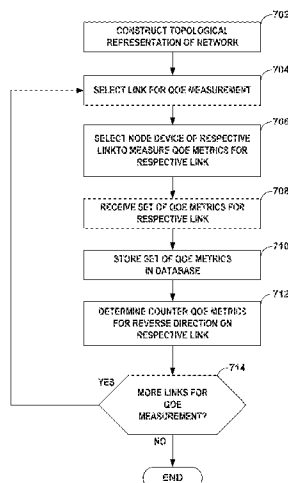 702
CONSTRUCT TOPOLOGICAL
REPRESENTATION OF NETWORK
704
SELECT LINK FOR QOE MEASUREMENT
706
SELECT NODE DEVICE OF RESPECTIVE
LINKTO MEASURE QOE METRICS FOR
RESPECTIVE LINK
708
RECEIVE SET OF QOE METRICS FOR
RESPECTIVE LINK
710
STORE SET OF QOE METRICS
IN DATABASE
712
DETERMINE COUNTER QOE METRICS
FOR REVERSE DIRECTION ON
RESPECTIVE LINK
714
YES
MORE LINKS FOR
QOE
MEASUREMENT?
NO
END